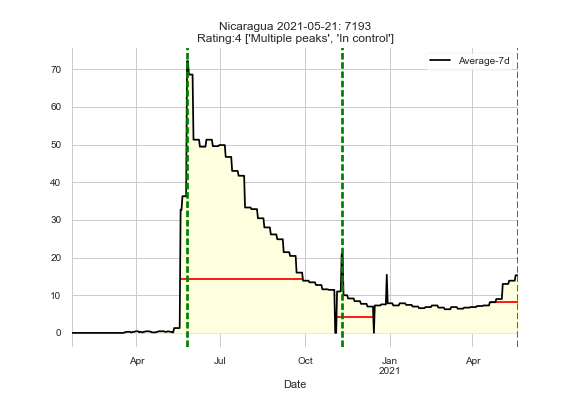 Nicaragua 2021-05-21: 7193
Rating:4 ['Multiple peaks', 'In control']
Average-7d
70
60
50
40
30
20
10
0
Apr
Jul
Oct
Jan
2021
Apr
Date